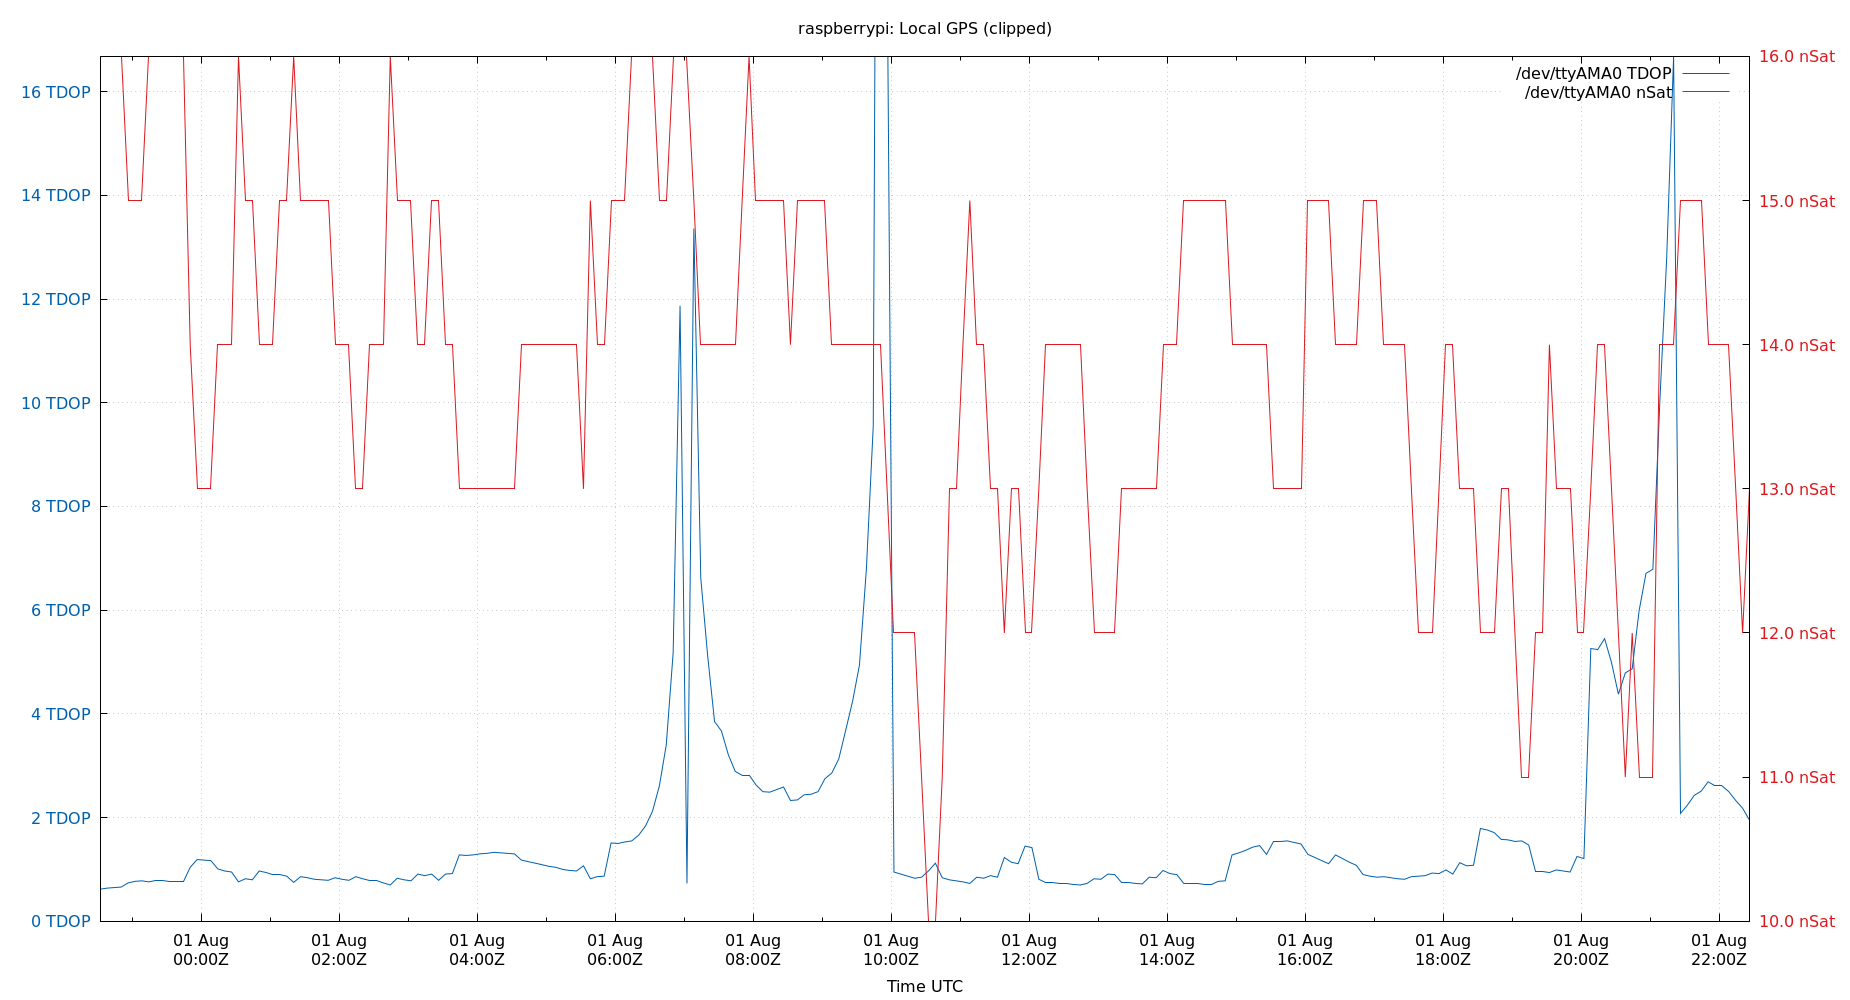 raspberrypi: Local GPS (clipped)
/dev/ttyAMA0 TDOP
/dev/ttyAMA0 nSat
16 TDOP
14 TDOP
12 TDOP
10 TDOP
8 TDOP
6 TDOP
4 TDOP
2 TDOP
0 TDOP
16.0 nSat
15.0 nSat
14.0 nSat
13.0 nSat
12.0 nSat
11.0 nSat
10.0 nSat
01 Aug
00:00Z
01 Aug
02:00Z
01 Aug
04:00Z
01 Aug
06:00Z
01 Aug
08:00Z
01 Aug
10:00Z
01 Aug
12:00Z
01 Aug
14:00Z
01 Aug
16:00Z
01 Aug
18:00Z
01 Aug
20:00Z
01 Aug
22:00Z
Time UTC